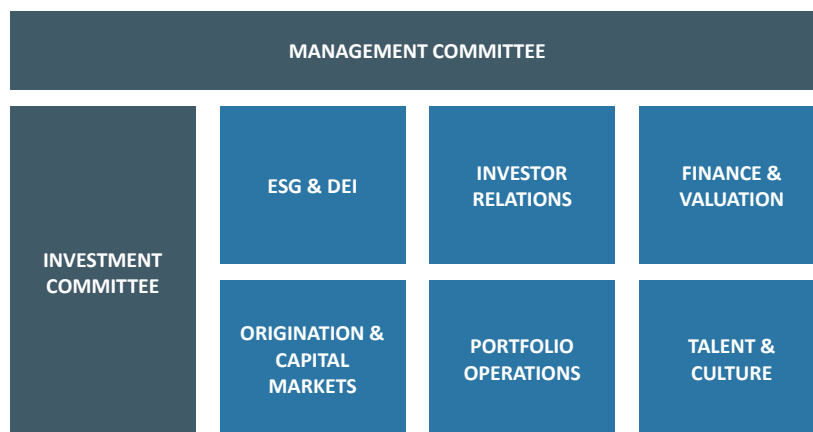 MANAGEMENT COMMITTEE
INVESTMENT
COMMITTEE
ESG & DEI
INVESTOR
RELATIONS
FINANCE &
VALUATION
ORIGINATION &
CAPITAL
MARKETS
PORTFOLIO
OPERATIONS
TALENT &
CULTURE